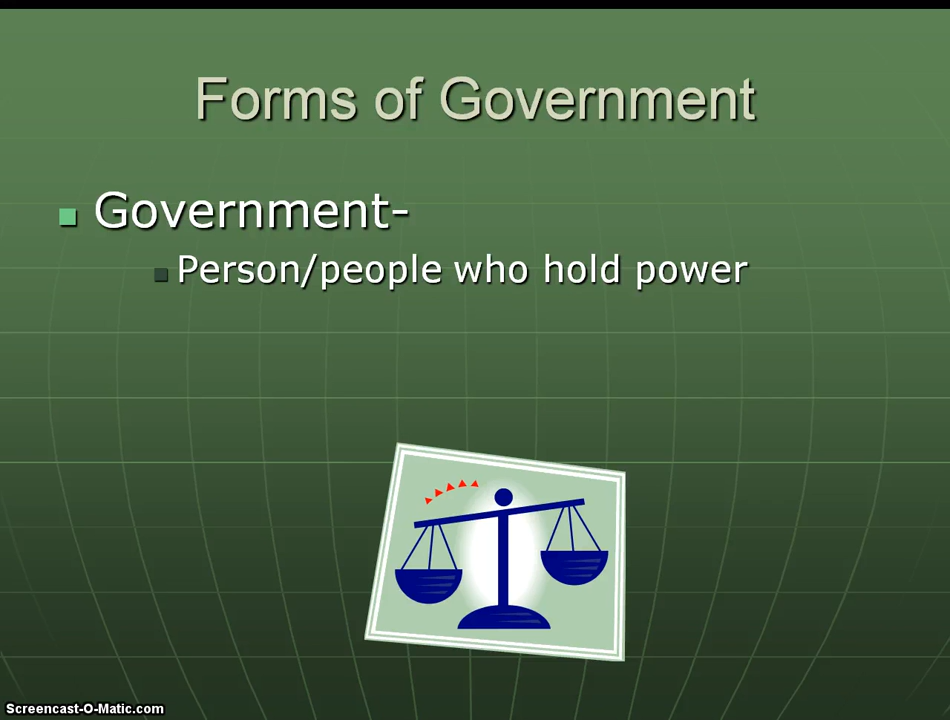 Forms of Government
Government-
Person/people who hold power
Screencast-O-Matic.com